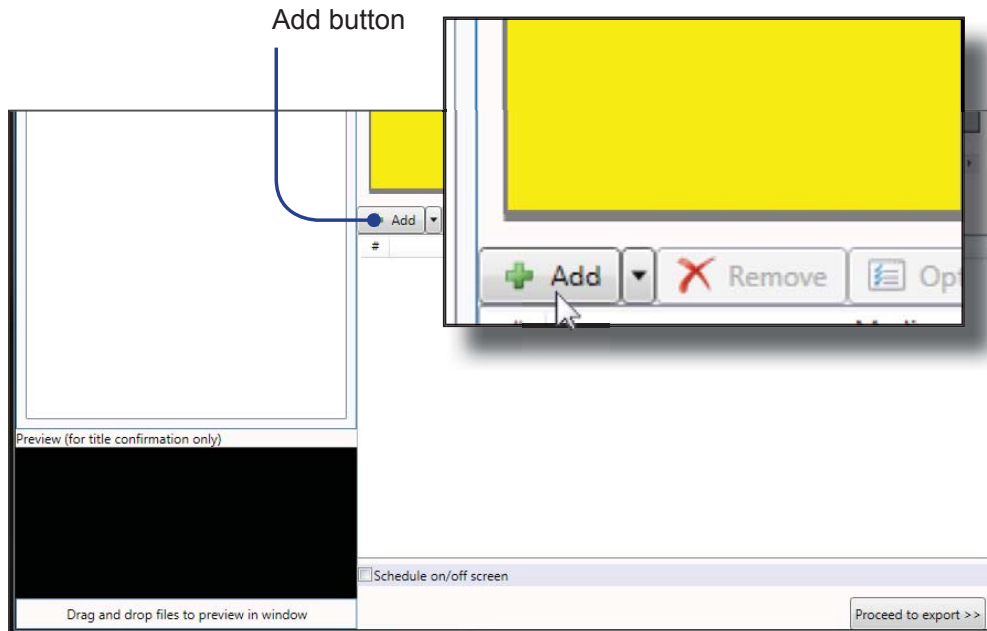 Add button
Add
#
Add
Remove
Preview (for title confirmation only)
Schedule on/off screen
Drag and drop files to preview in window
Proceed to export >>